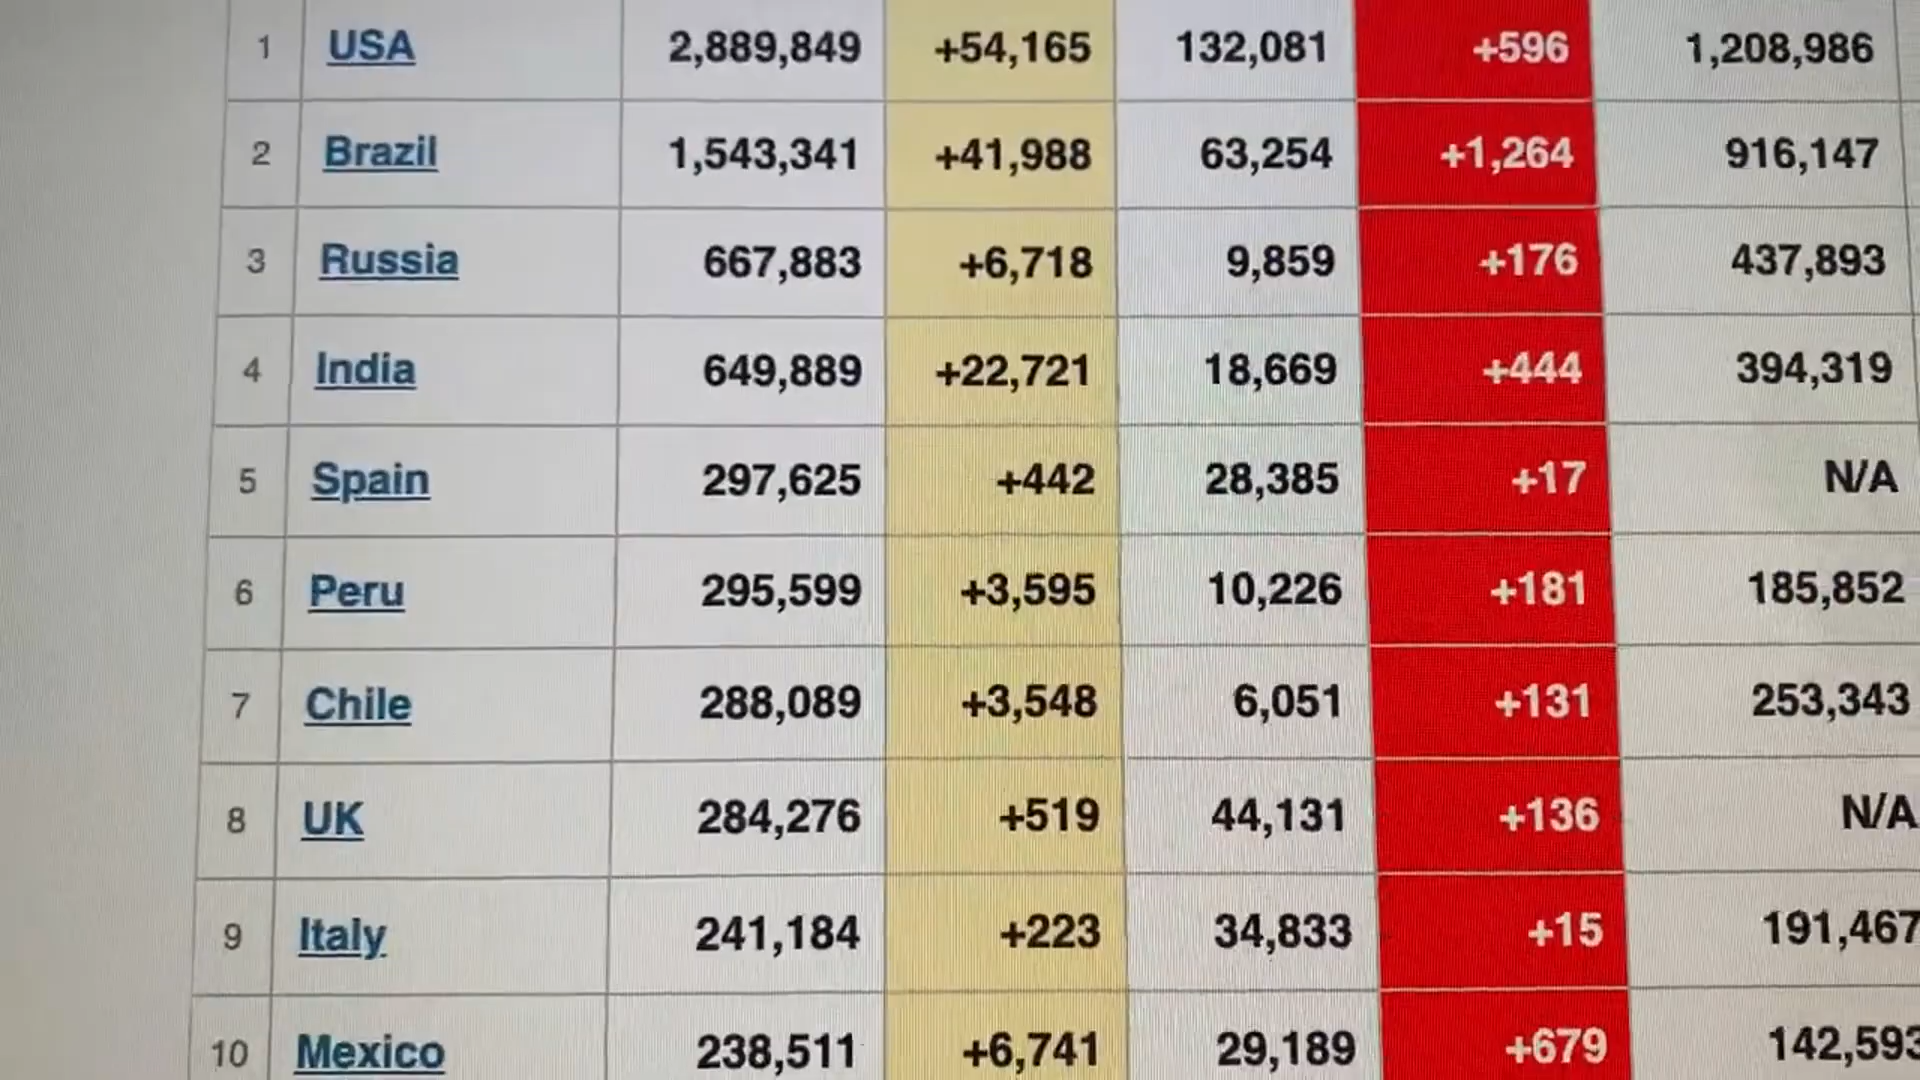 1 USA 2,889,849 +54,165 132,081 +596 1,208,986
2 Brazil 1,543,341 +41,988 63,254 +1,264 916,147
3 Russia 667,883 +6,718 9,859 +176 437,893
4 India 649,889 +22,721 18,669 +444 394,319
5 Spain 297,625 +442 28,385 +17 N/A
6 Peru 295,599 +3,595 10,226 +181 185,852
7 Chile 288,089 +3,548 6,051 +131 253,343
8 UK 284,276 +519 44,131 +136 N/A
9 Italy 241,184 +223 34,833 +15 191,467
10 Mexico 238,511 +6,741 29,189 +679 142,593